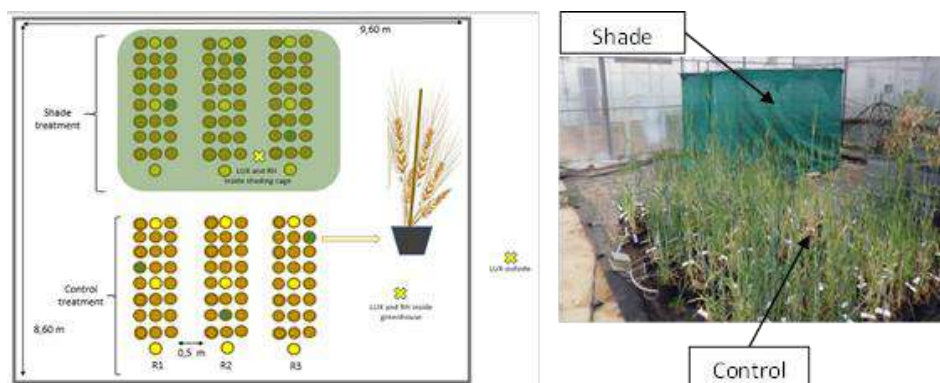 9,60 m
Shade
treatment
LUX and RH
inside shading cage
Control
treatment
LUX and RH inside
greenhouse
LUX outside
8,60 m
0,5 m
R1 R2 R3
Shade
Control